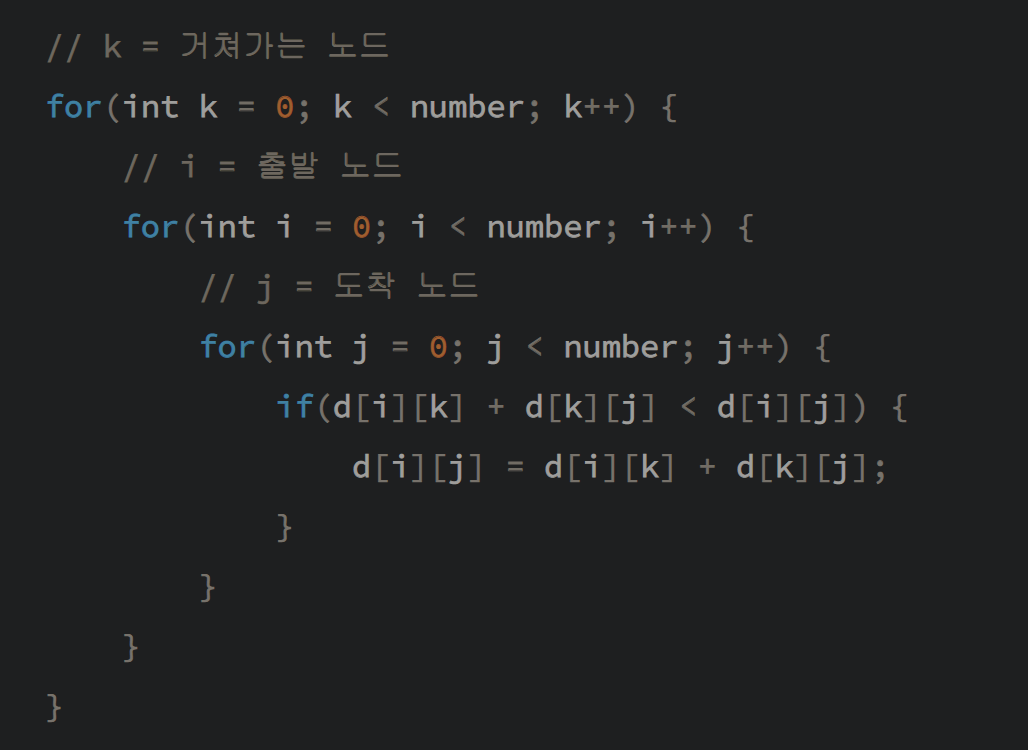 // k = 거쳐가는 노드
for(int k = 0; k < number; k++) {
    // i = 출발 노드
    for(int i = 0; i < number; i++) {
        // j = 도착 노드
        for(int j = 0; j < number; j++) {
            if(d[i][k] + d[k][j] < d[i][j]) {
                d[i][j] = d[i][k] + d[k][j];
            }
        }
    }
}